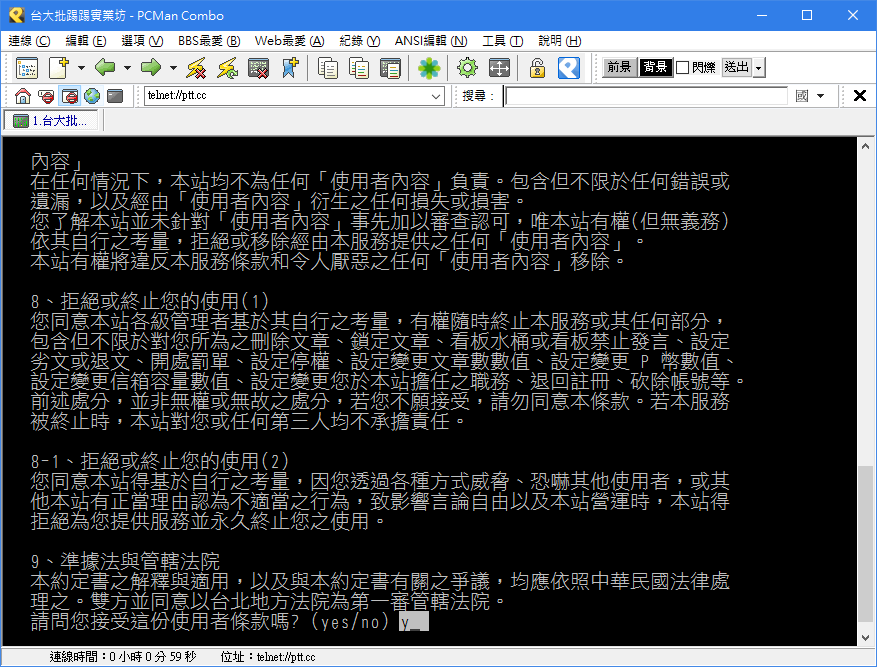 台大批踢踢實業坊 - PCMan Combo
連線 (C) 編輯 (E) 選項 (V) BBS最愛 (B) Web最愛 (A) 紀錄 (Y) ANSI編輯 (N) 工具 (T) 說明 (H)
前景 背景 閃爍 送出
telnet://ptt.cc 搜尋： 國
1.台大批...
內容」
在任何情況下，本站均不為任何「使用者內容」負責。包含但不限於任何錯誤或
遺漏，以及經由「使用者內容」衍生之任何損失或損害。
您了解本站並未針對「使用者內容」事先加以審查認可，唯本站有權(但無義務)
依其自行之考量，拒絕或移除經由本服務提供之任何「使用者內容」。
本站有權將違反本服務條款和令人厭惡之任何「使用者內容」移除。
8、拒絕或終止您的使用(1)
您同意本站各級管理者基於其自行之考量，有權隨時終止本服務或其任何部分，
包含但不限於對您所為之刪除文章、鎖定文章、看板水桶或看板禁止發言、設定
劣文或退文、開處罰單、設定停權、設定變更文章數數值、設定變更 P 幣數值、
設定變更信箱容量數值、設定變更您於本站擔任之職務、退回註冊、砍除帳號等。
前述處分，並非無權或無故之處分，若您不願接受，請勿同意本條款。若本服務
被終止時，本站對您或任何第三人均不承擔責任。
8-1、拒絕或終止您的使用(2)
您同意本站得基於自行之考量，因您透過各種方式威脅、恐嚇其他使用者，或其
他本站有正當理由認為不適當之行為，致影響言論自由以及本站營運時，本站得
拒絕為您提供服務並永久終止您之使用。
9、準據法與管轄法院
本約定書之解釋與適用，以及與本約定書有關之爭議，均應依照中華民國法律處
理之。雙方並同意以台北地方法院為第一審管轄法院。
請問您接受這份使用者條款嗎? (yes/no) y_
連線時間：0 小時 0 分 59 秒 位址：telnet://ptt.cc